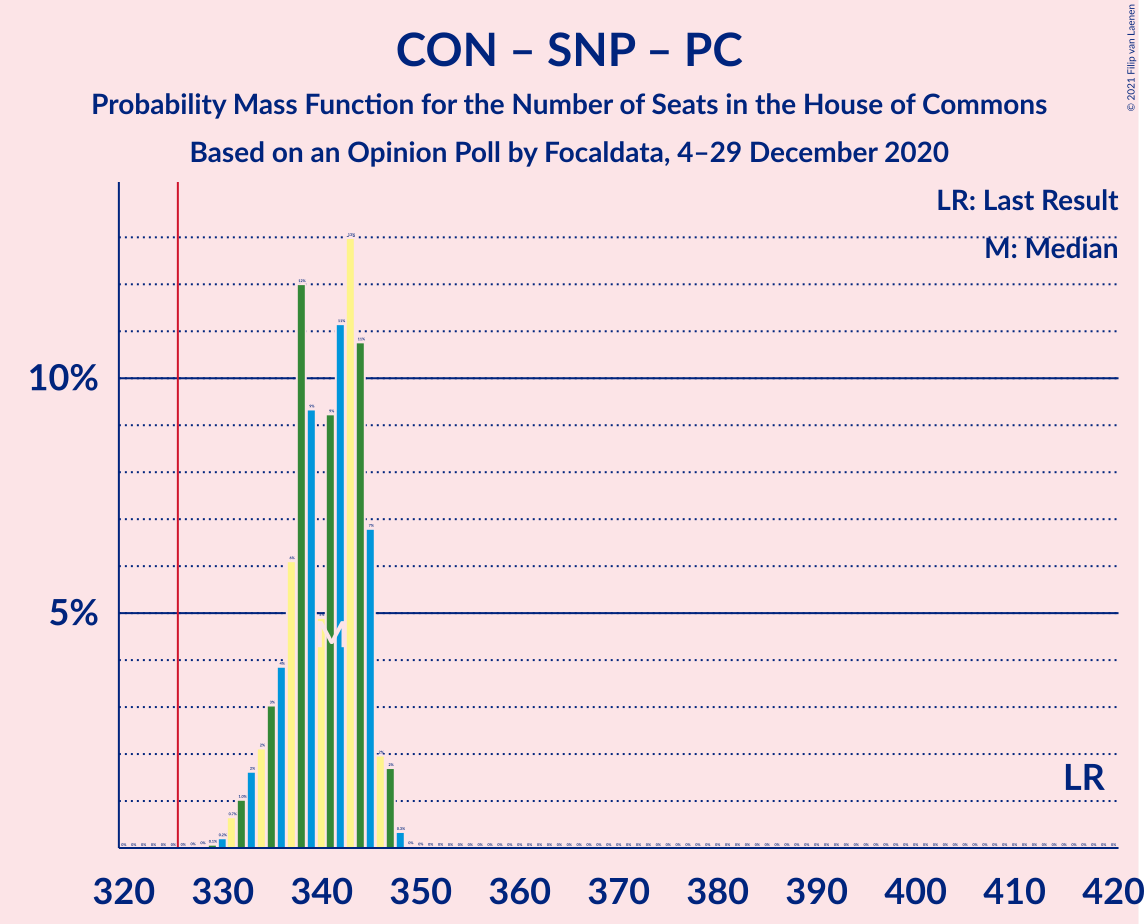 CON – SNP – PC
Probability Mass Function for the Number of Seats in the House of Commons
Based on an Opinion Poll by Focaldata, 4–29 December 2020
© 2021 Filip van Laenen
LR: Last Result
M: Median
10%
5%
M
LR
320 330 340 350 360 370 380 390 400 410 420